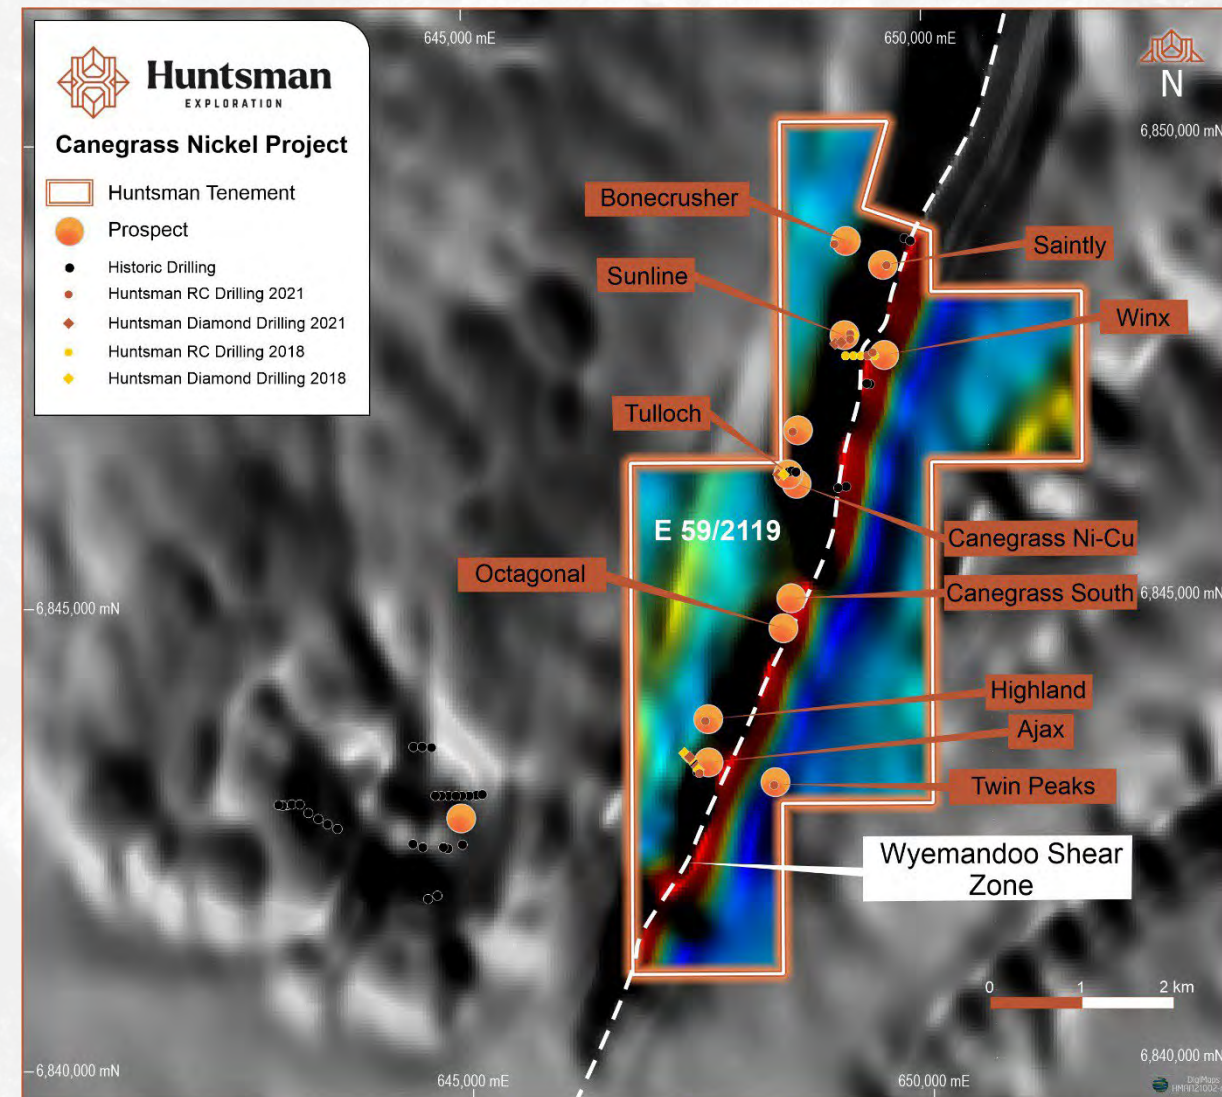 Huntsman
EXPLORATION
Canegrass Nickel Project
Huntsman Tenement
Prospect
Historic Drilling
Huntsman RC Drilling 2021
Huntsman Diamond Drilling 2021
Huntsman RC Drilling 2018
Huntsman Diamond Drilling 2018
645,000 mE
650,000 mE
N
6,850,000 mN
Bonecrusher
Saintly
Sunline
Winx
Tulloch
E 59/2119
Canegrass Ni-Cu
Octagonal
Canegrass South
6,845,000 mN
6,845,000 mN
Highland
Ajax
Twin Peaks
Wyemandoo Shear
Zone
0 1 2 km
6,840,000 mN
6,840,000 mN
645,000 mE
650,000 mE
DigiMaps